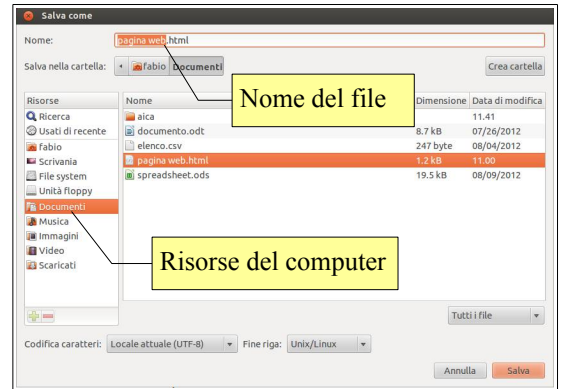 Salva come
Nome: pagina web.html
Salva nella cartella: fabio Documenti Crea cartella
Nome del file
Risorse Nome Dimensione Data di modifica
Ricerca aica 11.41
Usati di recente documento.odt 8.7 kB 07/26/2012
fabio elenco.csv 247 byte 08/04/2012
Scrivania pagina web.html 1.2 kB 11.00
File system spreadsheet.ods 19.5 kB 08/09/2012
Unità floppy
Documenti
Musica
Immagini
Video
Scaricati
Risorse del computer
Tutti i file
Codifica caratteri: Locale attuale (UTF-8) Fine riga: Unix/Linux
Annulla Salva